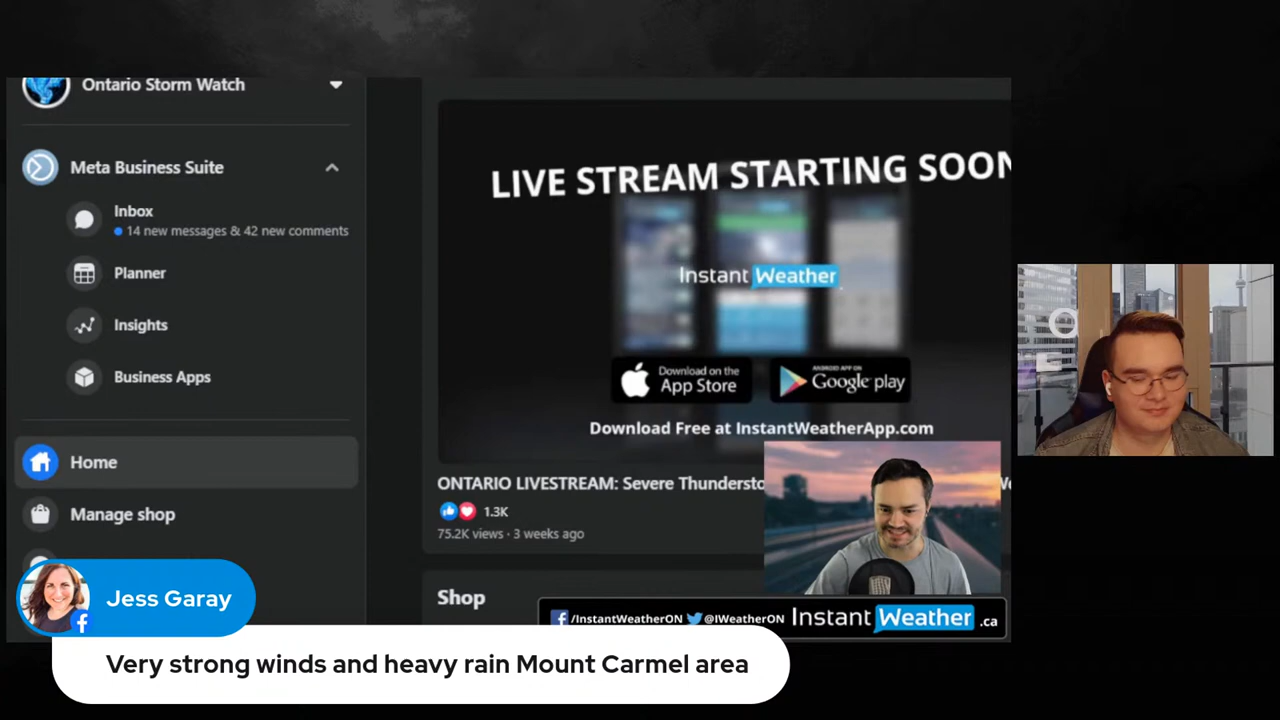 Ontario Storm Watch
Meta Business Suite
Inbox
14 new messages & 42 new comments
Planner
Insights
Business Apps
Home
Manage shop
LIVE STREAM STARTING SOON
Instant Weather
Download on the
App Store
ANDROID APP ON
Google play
Download Free at InstantWeatherApp.com
ONTARIO LIVESTREAM: Severe
1.3K
75.2K views · 3 weeks ago
Shop
/InstantWeatherON @IWeatherON Instant Weather .ca
Jess Garay
Very strong winds and heavy rain Mount Carmel area